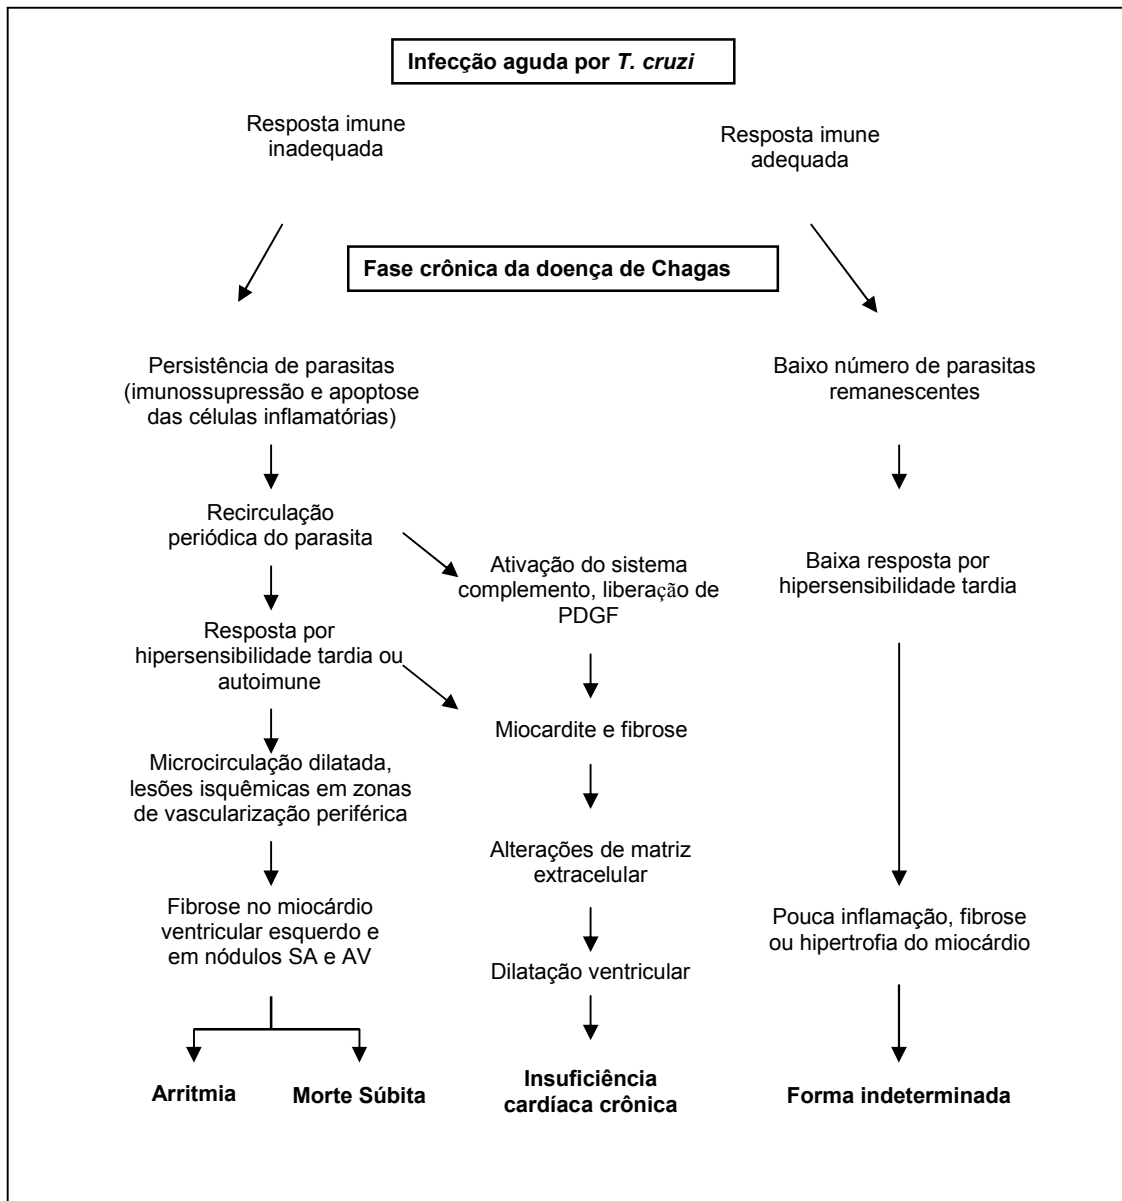 Infecção aguda por T. cruzi
Resposta imune
inadequada
Resposta imune
adequada
Fase crônica da doença de Chagas
Persistência de parasitas
(imunossupressão e apoptose
das células inflamatórias)
Baixo número de parasitas
remanescentes
Recirculação
periódica do parasita
Ativação do sistema
complemento, liberação de
PDGF
Baixa resposta por
hipersensibilidade tardia
Resposta por
hipersensibilidade tardia ou
autoimune
Miocardite e fibrose
Microcirculação dilatada,
lesões isquêmicas em zonas
de vascularização periférica
Alterações de matriz
extracelular
Fibrose no miocárdio
ventricular esquerdo e
em nódulos SA e AV
Pouca inflamação, fibrose
ou hipertrofia do miocárdio
Dilatação ventricular
Arritmia
Morte Súbita
Insuficiência
cardíaca crônica
Forma indeterminada